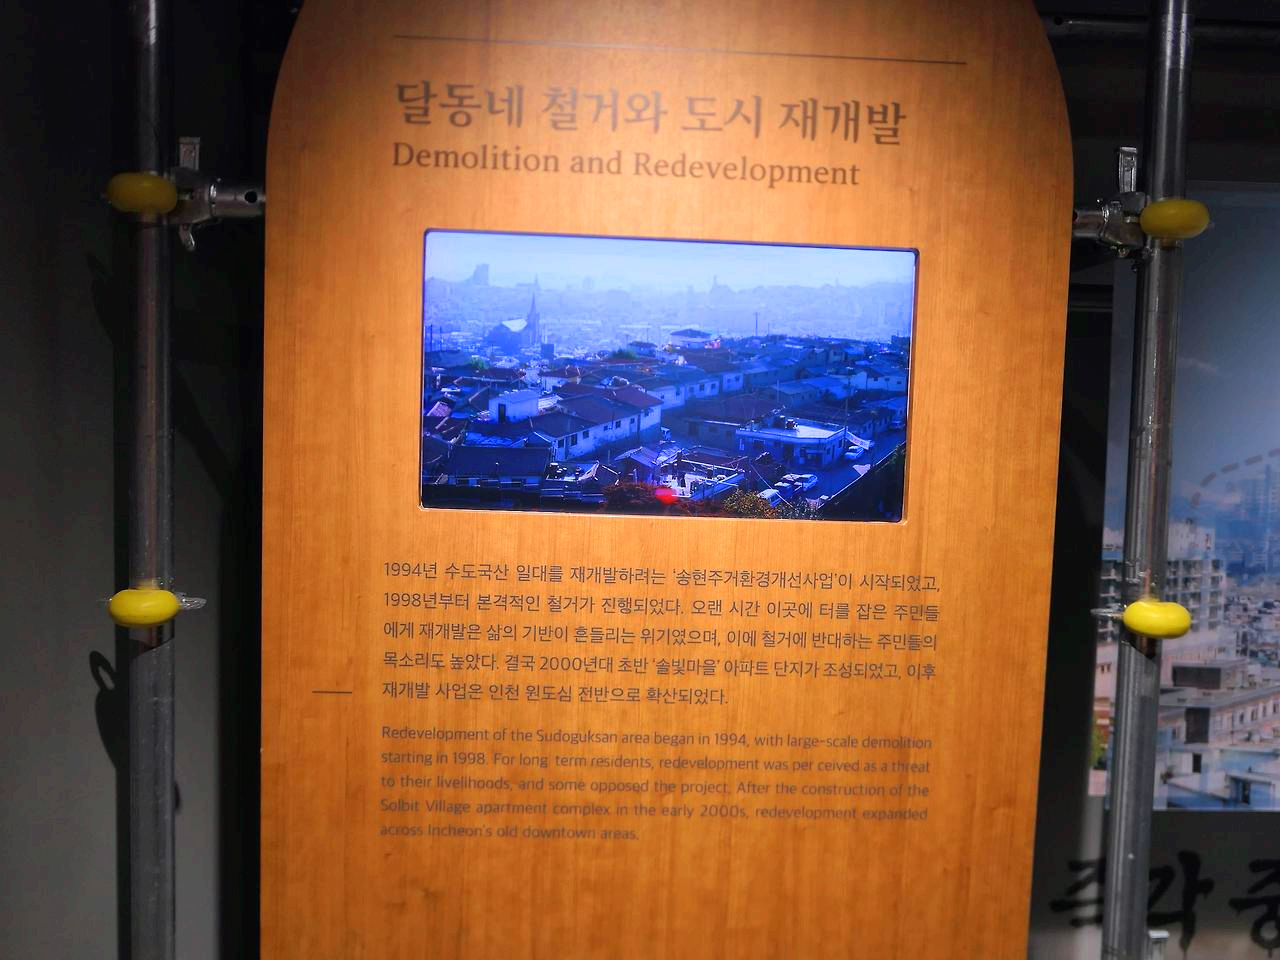 달동네 철거와 도시 재개발
Demolition and Redevelopment
1994년 수도국산 일대를 재개발하려는 ‘송현주거환경개선사업’이 시작되었고,
1998년부터 본격적인 철거가 진행되었다. 오랜 시간 이곳에 터를 잡은 주민들
에게 재개발은 삶의 기반이 흔들리는 위기였으며, 이에 철거에 반대하는 주민들의
목소리도 높았다. 결국 2000년대 초반 ‘솔빛마을’ 아파트 단지가 조성되었고, 이후
재개발 사업은 인천 원도심 전반으로 확산되었다.
Redevelopment of the Sudoguksan area began in 1994, with large-scale demolition
starting in 1998. For long term residents, redevelopment was per ceived as a threat
to their livelihoods, and some opposed the project. After the construction of the
Solbit Village apartment complex in the early 2000s, redevelopment expanded
across Incheon's old downtown areas.